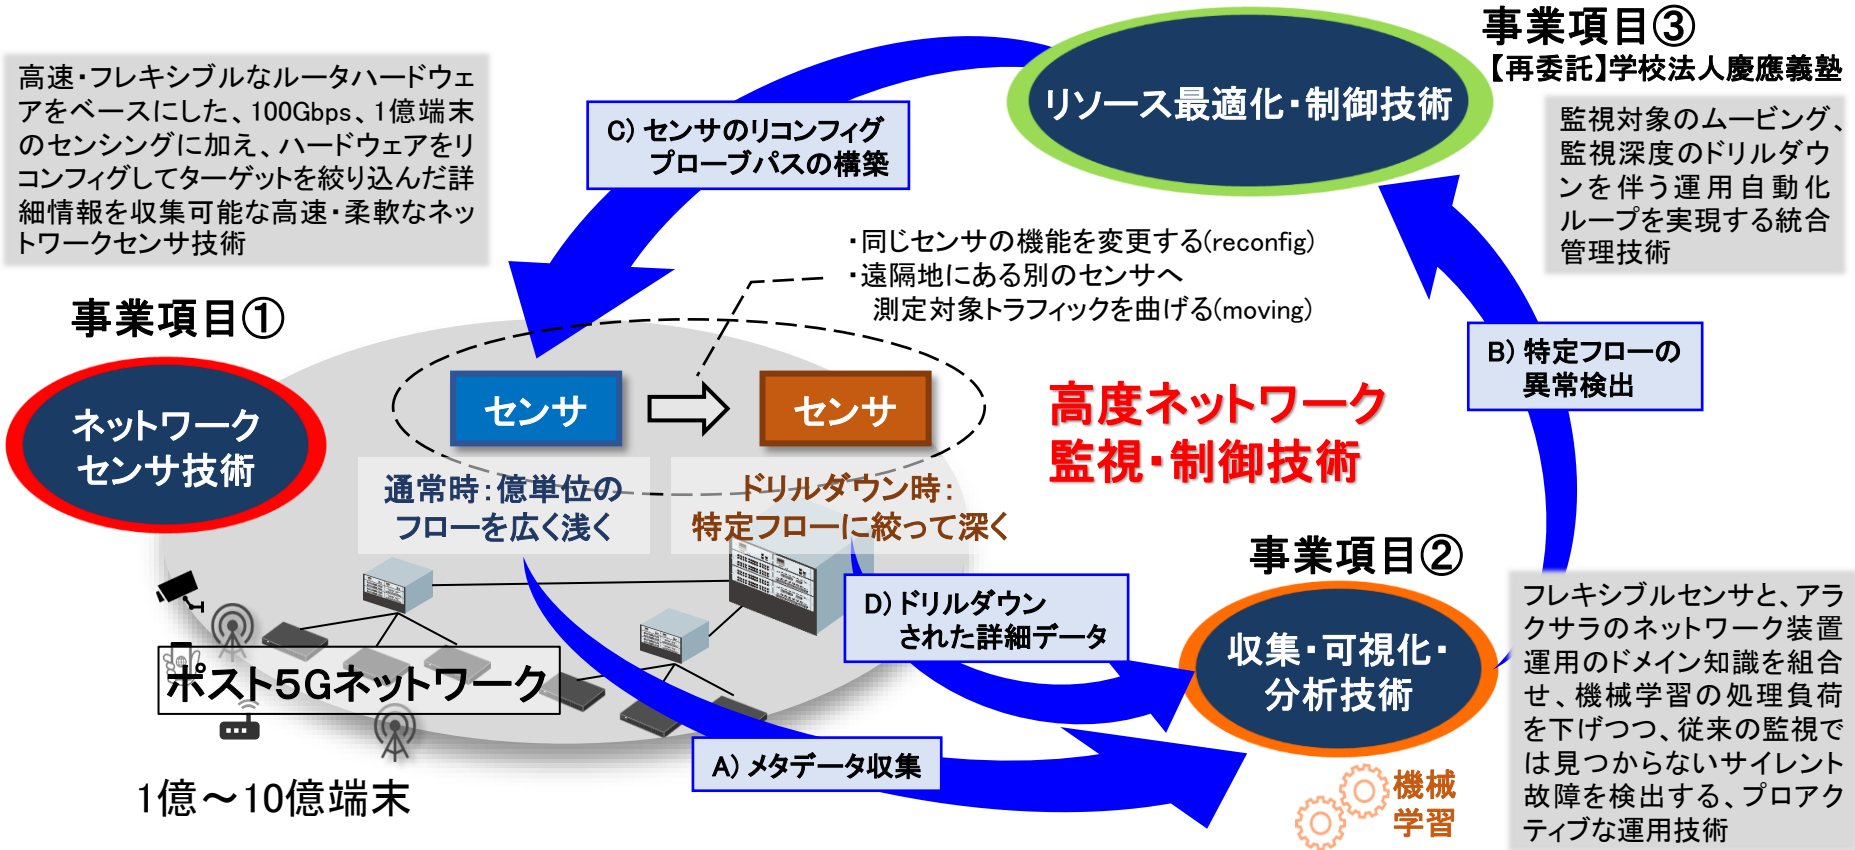 事業項目③
【再委託】学校法人慶應義塾
リソース最適化・制御技術
監視対象のムービング、
監視深度のドリルダウ
ンを伴う運用自動化
ループを実現する統合
管理技術
高速・フレキシブルなルータハードウェ
アをベースにした、100Gbps、1億端末
のセンシングに加え、ハードウェアをリ
コンフィグしてターゲットを絞り込んだ詳
細情報を収集可能な高速・柔軟なネッ
トワークセンサ技術
C) センサのリコンフィグ
プローブパスの構築
・同じセンサの機能を変更する(reconfig)
・遠隔地にある別のセンサへ
測定対象トラフィックを曲げる(moving)
事業項目①
ネットワーク
センサ技術
センサ
センサ
通常時：億単位の
フローを広く浅く
ドリルダウン時：
特定フローに絞って深く
高度ネットワーク
監視・制御技術
B) 特定フローの
異常検出
事業項目②
収集・可視化・
分析技術
D) ドリルダウン
された詳細データ
A) メタデータ収集
ポスト5Gネットワーク
1億～10億端末
機械
学習
フレキシブルセンサと、アラ
クサラのネットワーク装置
運用のドメイン知識を組合
せ、機械学習の処理負荷
を下げつつ、従来の監視で
は見つからないサイレント
故障を検出する、プロアク
ティブな運用技術